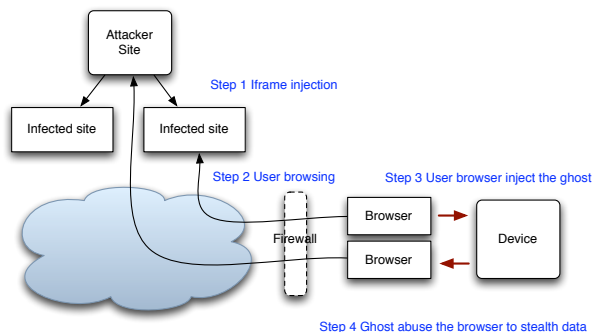 Attacker
Site
Step 1 Iframe injection
Infected site
Infected site
Step 2 User browsing
Step 3 User browser inject the ghost
Browser
Firewall
Device
Browser
Step 4 Ghost abuse the browser to stealth data